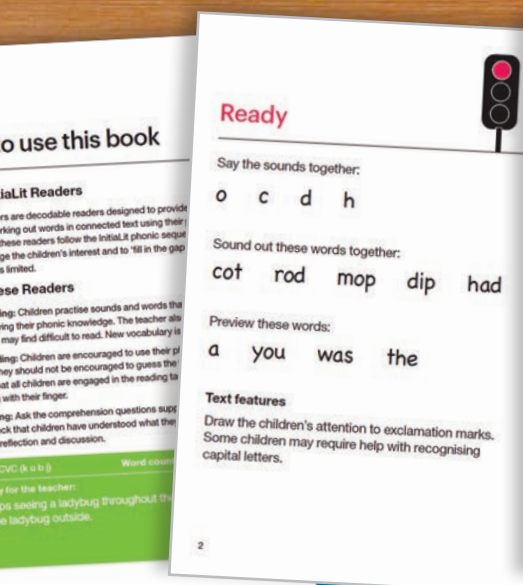 o use this book
iaLit Readers
rs are decodable readers designed to provide
rking out words in connected text using their
these readers follow the InitiaLit phonic seque
ge the children's interest and to 'fill in the gap
s limited.
ese Readers
ing: Children practise sounds and words tha
ing their phonic knowledge. The teacher als
may find difficult to read. New vocabulary is
ling: Children are encouraged to use their p
hey should not be encouraged to guess the
at all children are engaged in the reading ta
with their finger.
ng: Ask the comprehension questions supp
ck that children have understood what they
reflection and discussion.
CVC (k u b j) Word count
y for the teacher:
ps seeing a ladybug throughout the
e ladybug outside.
Ready
Say the sounds together:
o c d h
Sound out these words together:
cot rod mop dip had
Preview these words:
a you was the
Text features
Draw the children's attention to exclamation marks.
Some children may require help with recognising
capital letters.
2